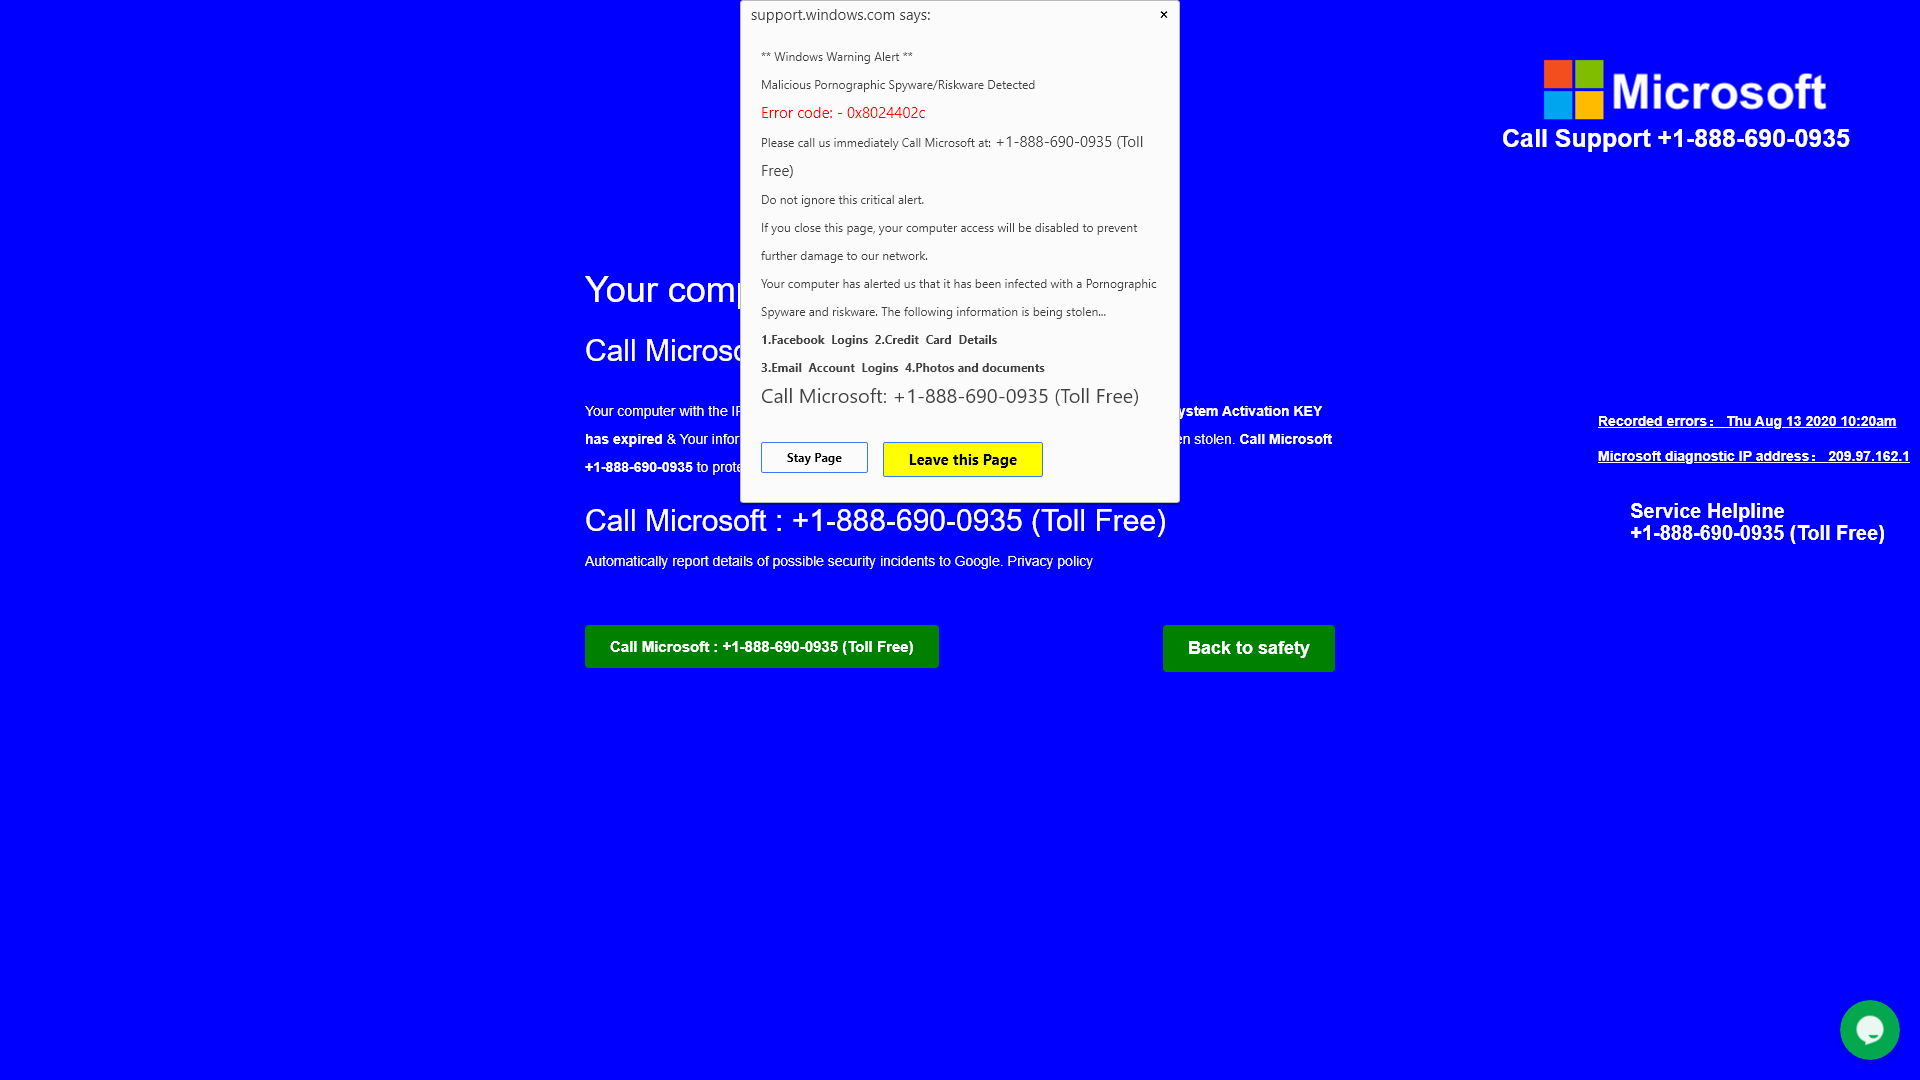 support.windows.com says:
×
** Windows Warning Alert **
Malicious Pornographic Spyware/Riskware Detected
Error code: - 0x8024402c
Please call us immediately Call Microsoft at: +1-888-690-0935 (Toll
Free)
Do not ignore this critical alert.
If you close this page, your computer access will be disabled to prevent
further damage to our network.
Your computer has alerted us that it has been infected with a Pornographic
Spyware and riskware. The following information is being stolen...
1.Facebook Logins 2.Credit Card Details
3.Email Account Logins 4.Photos and documents
Call Microsoft: +1-888-690-0935 (Toll Free)
Stay Page
Leave this Page
Microsoft
Call Support +1-888-690-0935
Your
Call
Your computer with the Activation KEY
has expired & Your stolen. Call Microsoft
+1-888-690-0935 to
Call Microsoft : +1-888-690-0935 (Toll Free)
Automatically report details of possible security incidents to Google. Privacy policy
Call Microsoft : +1-888-690-0935 (Toll Free)
Back to safety
Recorded errors： Thu Aug 13 2020 10:20am
Microsoft diagnostic IP address： 209.97.162.1
Service Helpline
+1-888-690-0935 (Toll Free)